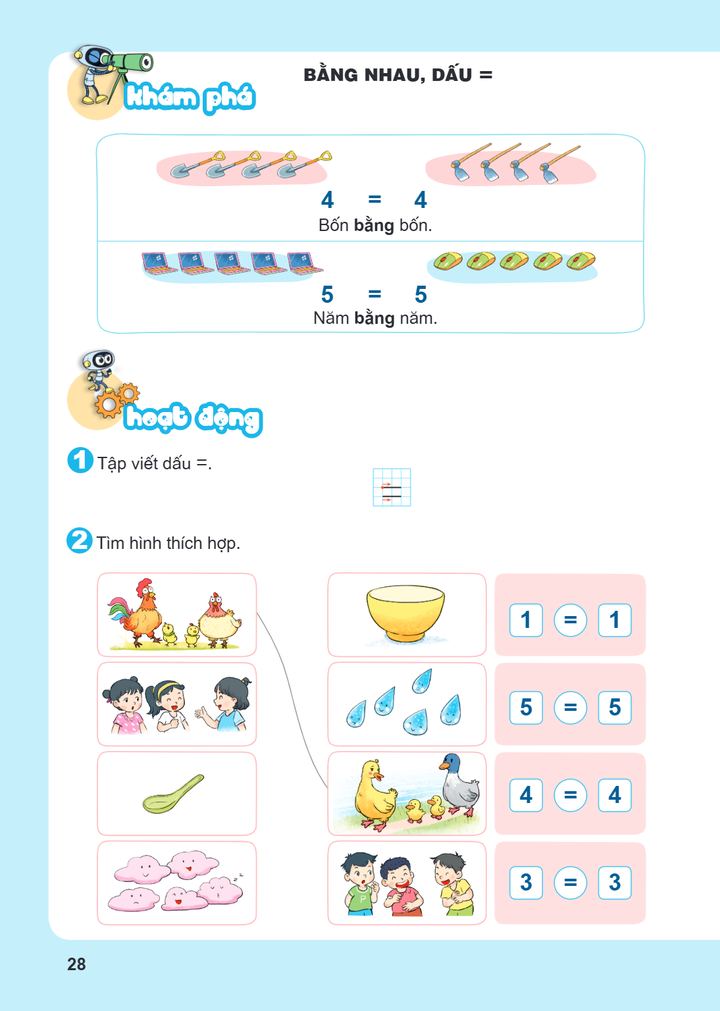 BẰNG NHAU, DẤU =
khám phá
4 = 4
Bốn bằng bốn.
5 = 5
Năm bằng năm.
hoạt động
1 Tập viết dấu =.
=
2 Tìm hình thích hợp.
1 = 1
5 = 5
4 = 4
3 = 3
28